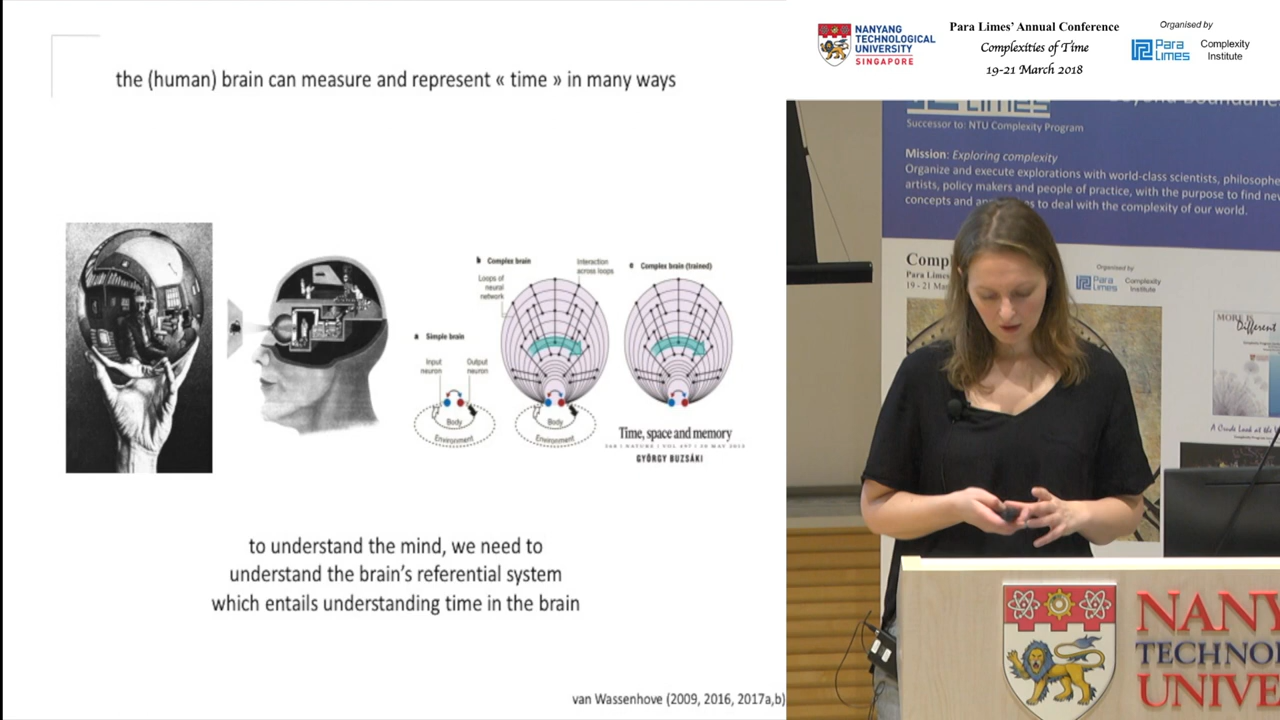 the (human) brain can measure and represent « time » in many ways
b Complex brain
Interaction
across loops
c Complex brain (trained)
Loops of
neural
network
a Simple brain
Input
neuron
Output
neuron
Body
Environment
Body
Environment
Time, space and memory
GYÖRGY BUZSÁKI
to understand the mind, we need to
understand the brain's referential system
which entails understanding time in the brain
van Wassenhove (2009, 2016, 2017a,b)
NANYANG
TECHNOLOGICAL
UNIVERSITY
SINGAPORE
Para Limes' Annual Conference
Complexities of Time
19-21 March 2018
Organised by
Para
Limes
Complexity
Institute
Successor to: NTU Complexity Program
Mission: Exploring complexity
Organize and execute explorations with world-class scientists, philosophe
artists, policy makers and people of practice, with the purpose to find new
concepts and to deal with the complexity of our world.
Comp
Para Limes
19 - 21 Mar
Organised by
Para
Limes
Complexity
Institute
MORE IS
Different
A Crude Look at the
NANY
TECHNOLO
UNIVE